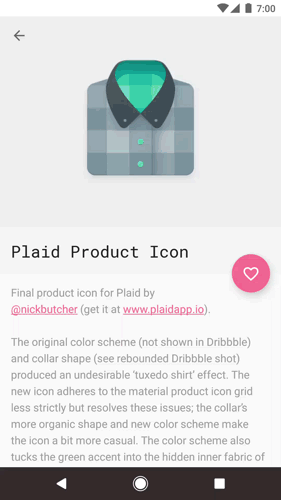 7:00
Plaid Product Icon
Final product icon for Plaid by
@nickbutcher (get it at www.plaidapp.io).
The original color scheme (not shown in Dribbble)
and collar shape (see rebounded Dribbble shot)
produced an undesirable ‘tuxedo shirt’ effect. The
new icon adheres to the material product icon grid
less strictly but resolves these issues; the collar's
more organic shape and new color scheme make
the icon a bit more casual. The color scheme also
tucks the green accent into the hidden inner fabric of